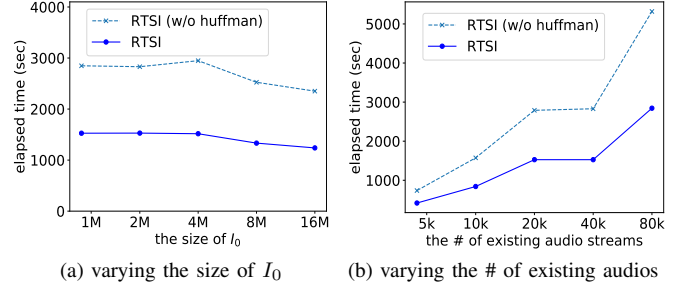 4000
3000
2000
1000
0
elapsed time (sec)
RTSI (w/o huffman)
RTSI
1M 2M 4M 8M 16M
the size of I0
(a) varying the size of I0
5000
4000
3000
2000
1000
elapsed time (sec)
RTSI (w/o huffman)
RTSI
5k 10k 20k 40k 80k
the # of existing audio streams
(b) varying the # of existing audios